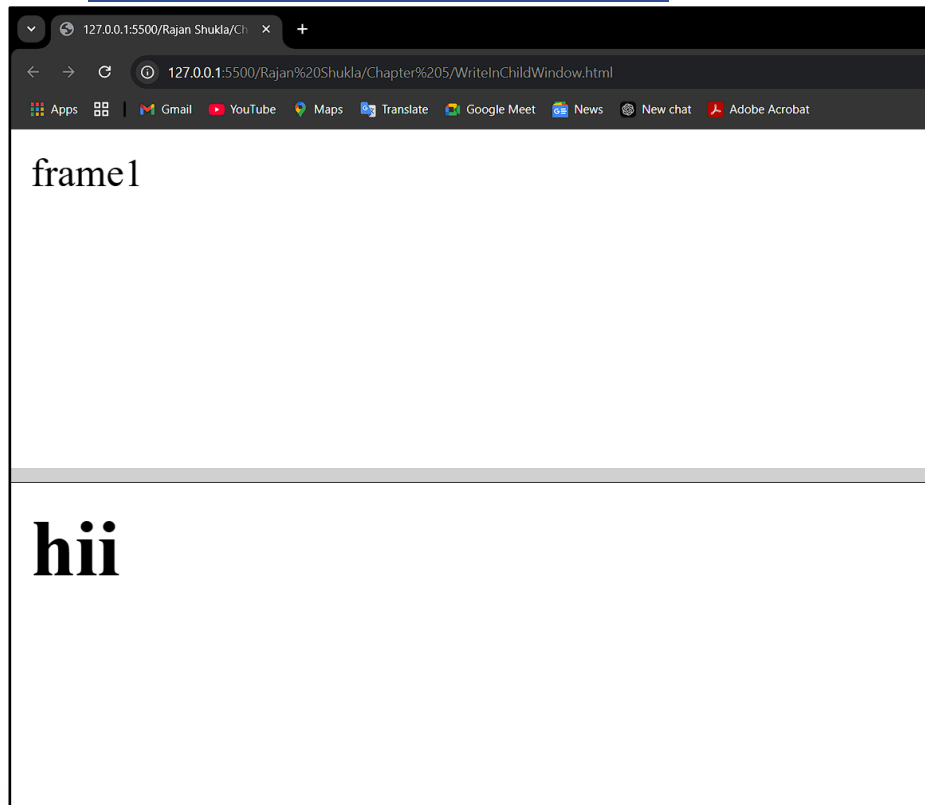 127.0.0.1:5500/Rajan Shukla/Ch
127.0.0.1:5500/Rajan%20Shukla/Chapter%205/WriteInChildWindow.html
Apps Gmail YouTube Maps Translate Google Meet News New chat Adobe Acrobat
frame1
hii